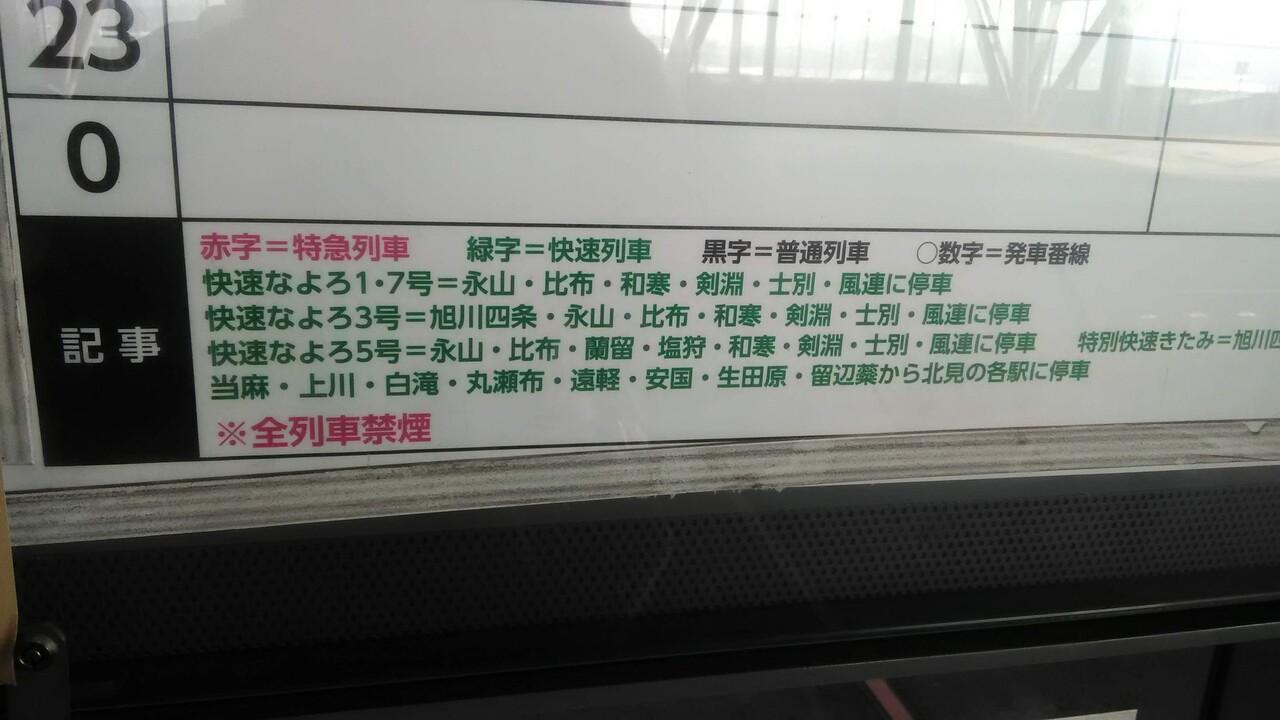 23
0
記事
赤字＝特急列車　緑字＝快速列車　黒字＝普通列車　○数字＝発車番線
快速なよろ1・7号＝永山・比布・和寒・剣淵・士別・風連に停車
快速なよろ3号＝旭川四条・永山・比布・和寒・剣淵・士別・風連に停車
快速なよろ5号＝永山・比布・蘭留・塩狩・和寒・剣淵・士別・風連に停車　特別快速きたみ＝旭川四
当麻・上川・白滝・丸瀬布・遠軽・安国・生田原・留辺蘂から北見の各駅に停車
※全列車禁煙